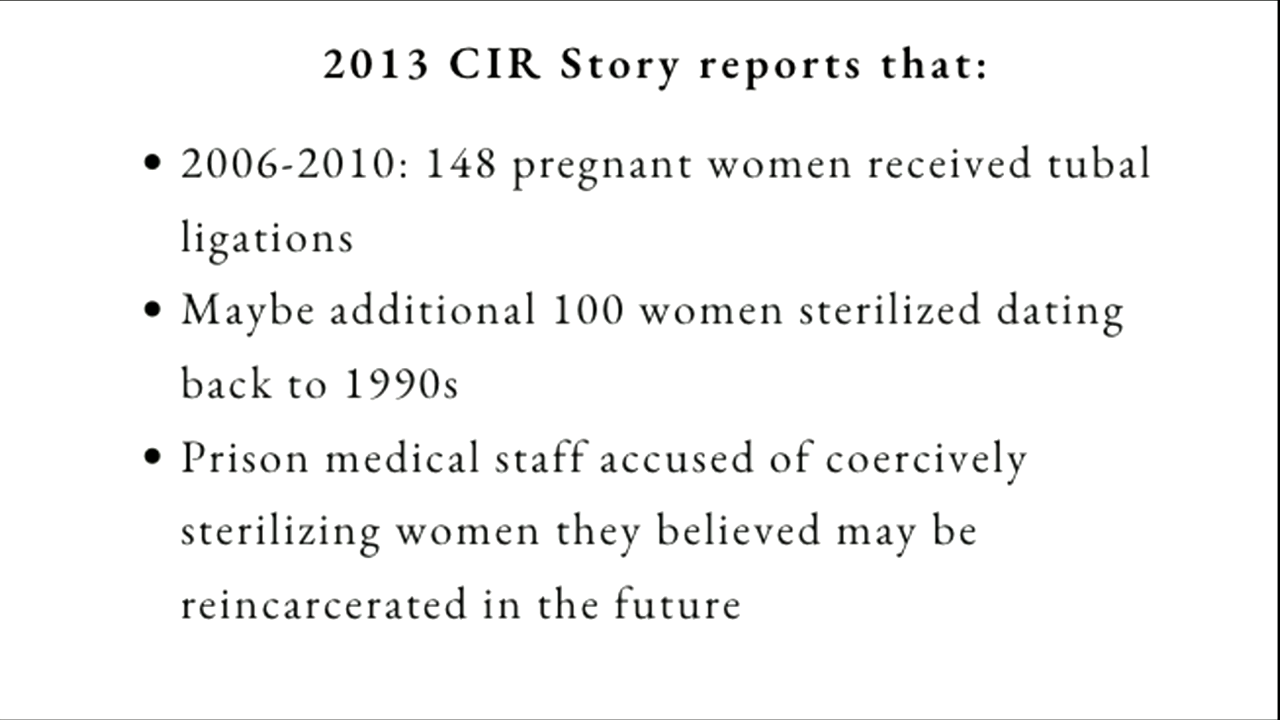 2013 CIR Story reports that:
• 2006-2010: 148 pregnant women received tubal
ligations
• Maybe additional 100 women sterilized dating
back to 1990s
• Prison medical staff accused of coercively
sterilizing women they believed may be
reincarcerated in the future